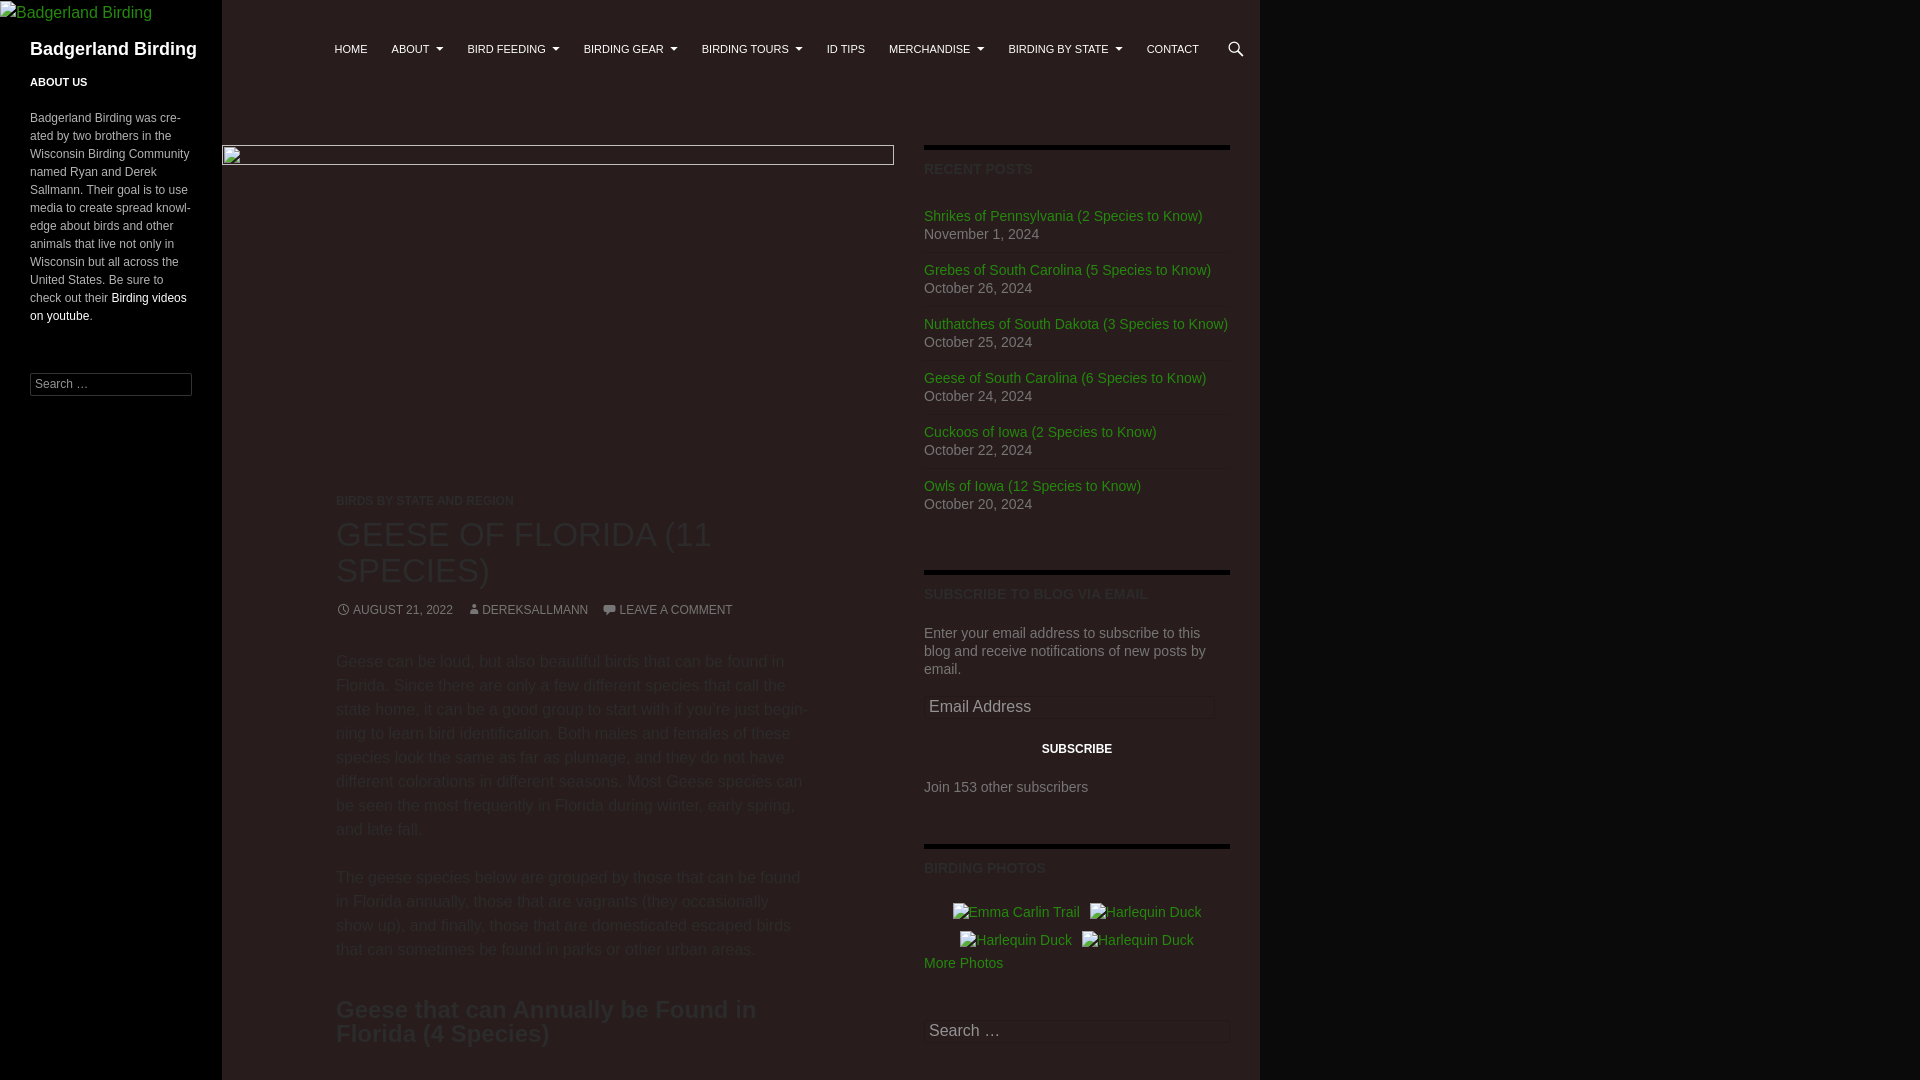 Badgerland Birding
Badgerland Birding
ABOUT US
Badgerland Birding was cre-
ated by two brothers in the
Wisconsin Birding Community
named Ryan and Derek
Sallmann. Their goal is to use
media to create spread knowl-
edge about birds and other
animals that live not only in
Wisconsin but all across the
United States. Be sure to
check out their Birding videos
on youtube.
Search …
HOME ABOUT BIRD FEEDING BIRDING GEAR BIRDING TOURS ID TIPS MERCHANDISE BIRDING BY STATE CONTACT
BIRDS BY STATE AND REGION
GEESE OF FLORIDA (11
SPECIES)
AUGUST 21, 2022 DEREKSALLMANN LEAVE A COMMENT
Geese can be loud, but also beautiful birds that can be found in
Florida. Since there are only a few different species that call the
state home, it can be a good group to start with if you're just begin-
ning to learn bird identification. Both males and females of these
species look the same as far as plumage, and they do not have
different colorations in different seasons. Most Geese species can
be seen the most frequently in Florida during winter, early spring,
and late fall.
The geese species below are grouped by those that can be found
in Florida annually, those that are vagrants (they occasionally
show up), and finally, those that are domesticated escaped birds
that can sometimes be found in parks or other urban areas.
Geese that can Annually be Found in
Florida (4 Species)
RECENT POSTS
Shrikes of Pennsylvania (2 Species to Know)
November 1, 2024
Grebes of South Carolina (5 Species to Know)
October 26, 2024
Nuthatches of South Dakota (3 Species to Know)
October 25, 2024
Geese of South Carolina (6 Species to Know)
October 24, 2024
Cuckoos of Iowa (2 Species to Know)
October 22, 2024
Owls of Iowa (12 Species to Know)
October 20, 2024
SUBSCRIBE TO BLOG VIA EMAIL
Enter your email address to subscribe to this
blog and receive notifications of new posts by
email.
Email Address
SUBSCRIBE
Join 153 other subscribers
BIRDING PHOTOS
Emma Carlin Trail Harlequin Duck
Harlequin Duck Harlequin Duck
More Photos
Search …